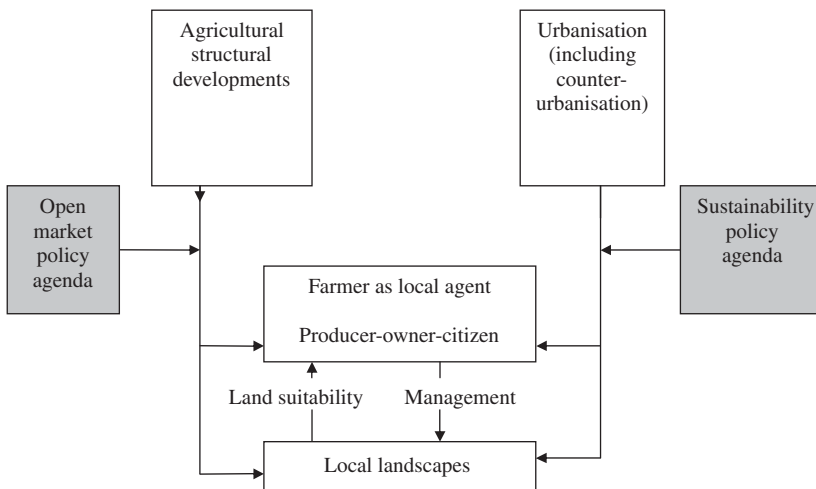 Agricultural
structural
developments
Urbanisation
(including
counter-
urbanisation)
Open
market
policy
agenda
Sustainability
policy
agenda
Farmer as local agent
Producer-owner-citizen
Land suitability
Management
Local landscapes